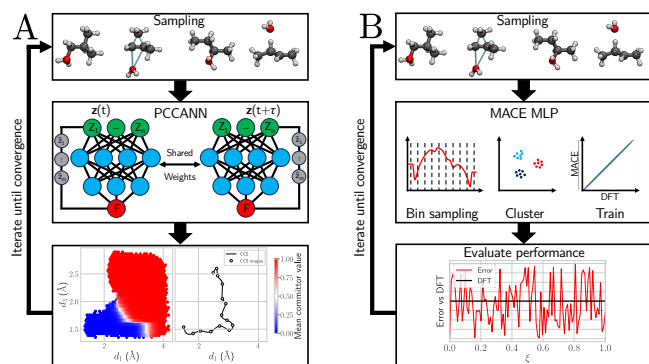 A
Sampling
Iterate until convergence
PCCANN
z(t)
z(t+τ)
Z₁ ... Zₙ
Z₁ ... Zₙ
Shared
Weights
F
F
CCS
CCS images
d₃ (Å)
2.5
2.0
1.5
2
4
2
4
d₁ (Å)
d₁ (Å)
1.00
0.75
0.50
0.25
0.00
Mean committor value
B
Sampling
Iterate until convergence
MACE MLP
MACE
DFT
Bin sampling
Cluster
Train
Evaluate performance
Error vs DFT
Error
DFT
0.0
0.2
0.4
0.6
0.8
1.0
ξ